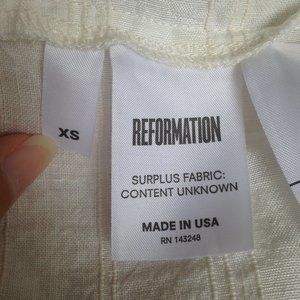 XS
REFORMATION
SURPLUS FABRIC:
CONTENT UNKNOWN
MADE IN USA
RN 143248